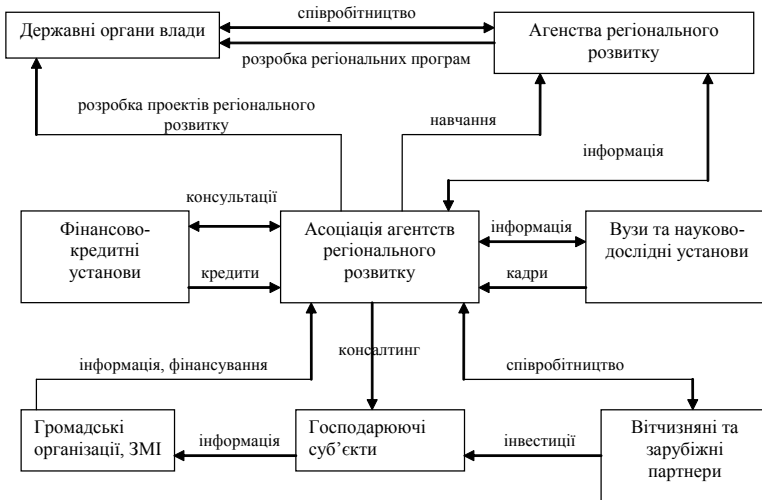 співробітництво
Державні органи влади
Агенства регіонального
розвитку
розробка регіональних програм
розробка проектів регіонального
розвитку
навчання
інформація
консультації
Фінансово-
кредитні
установи
Асоціація агентств
регіонального
розвитку
інформація
Вузи та науково-
дослідні установи
кредити
кадри
інформація, фінансування
консалтинг
співробітництво
Громадські
організації, ЗМІ
інформація
Господарюючі
суб’єкти
інвестиції
Вітчизняні та
зарубіжні
партнери